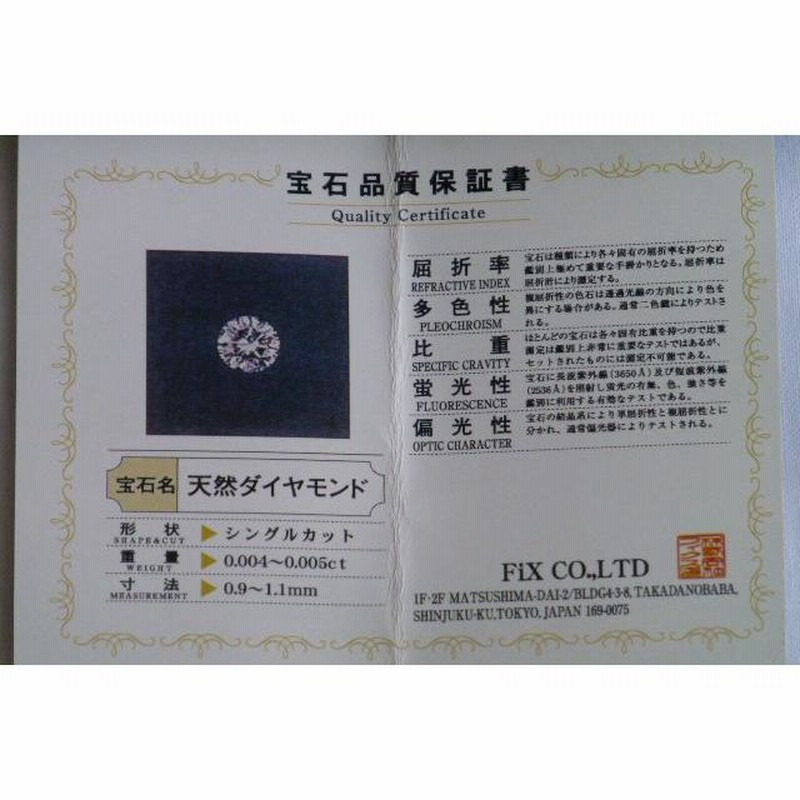 宝石品質保証書
Quality Certificate
宝石名 天然ダイヤモンド
形状 シングルカット
SHAPE&CUT
重量 0.004〜0.005ct
WEIGHT
寸法 0.9〜1.1mm
MEASUREMENT
屈折率
REFRACTIVE INDEX
宝石は種類により各々固有の屈折率を持つため
鑑別上極めて重要な手掛かりとなる。屈折率は
屈折計により測定する。
多色性
PLEOCHROISM
複屈折性の色石は透過光線の方向により色を
異にする場合がある。通常二色鏡によりテストさ
れる。
比重
SPECIFIC CRAVITY
ほとんどの宝石は各々固有比重を持つので比重
測定は鑑別上非常に重要なテストではあるが、
セットされたものには測定不可能である。
蛍光性
FLUORESCENCE
宝石に長波紫外線(3650Å)及び短波紫外線
(2536Å)を照射し蛍光の有無、色、強さ等を
鑑別に利用する有効なテストである。
偏光性
OPTIC CHARACTER
宝石の結晶系により単屈折性と複屈折性とに
分かれ、通常偏光器によりテストされる。
FiX CO.,LTD
1F·2F MATSUSHIMA-DAI-2/BLDG4-3-8, TAKADANOBABA,
SHINJUKU-KU,TOKYO, JAPAN 169-0075